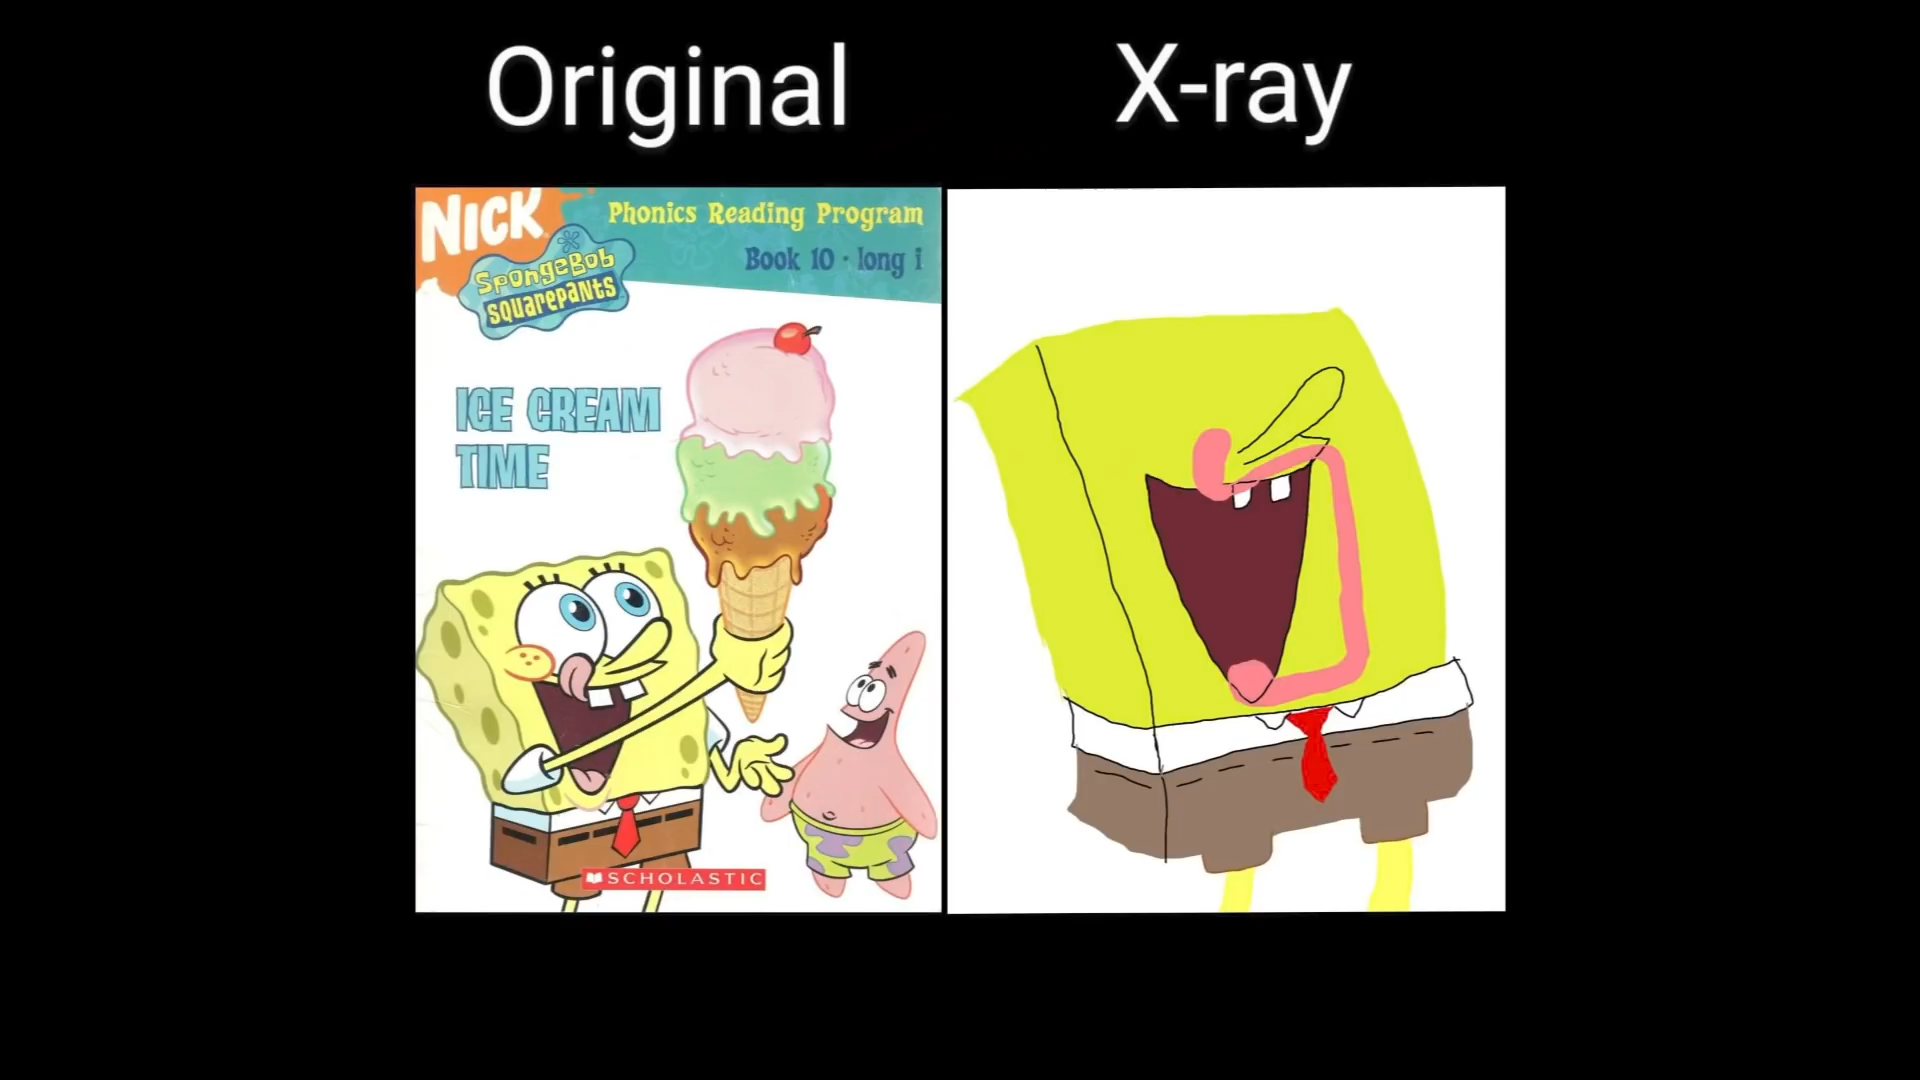 Original
X-ray
NICK
Phonics Reading Program
Book 10 · long i
SpongeBob
SquarePants
ICE CREAM
TIME
SCHOLASTIC